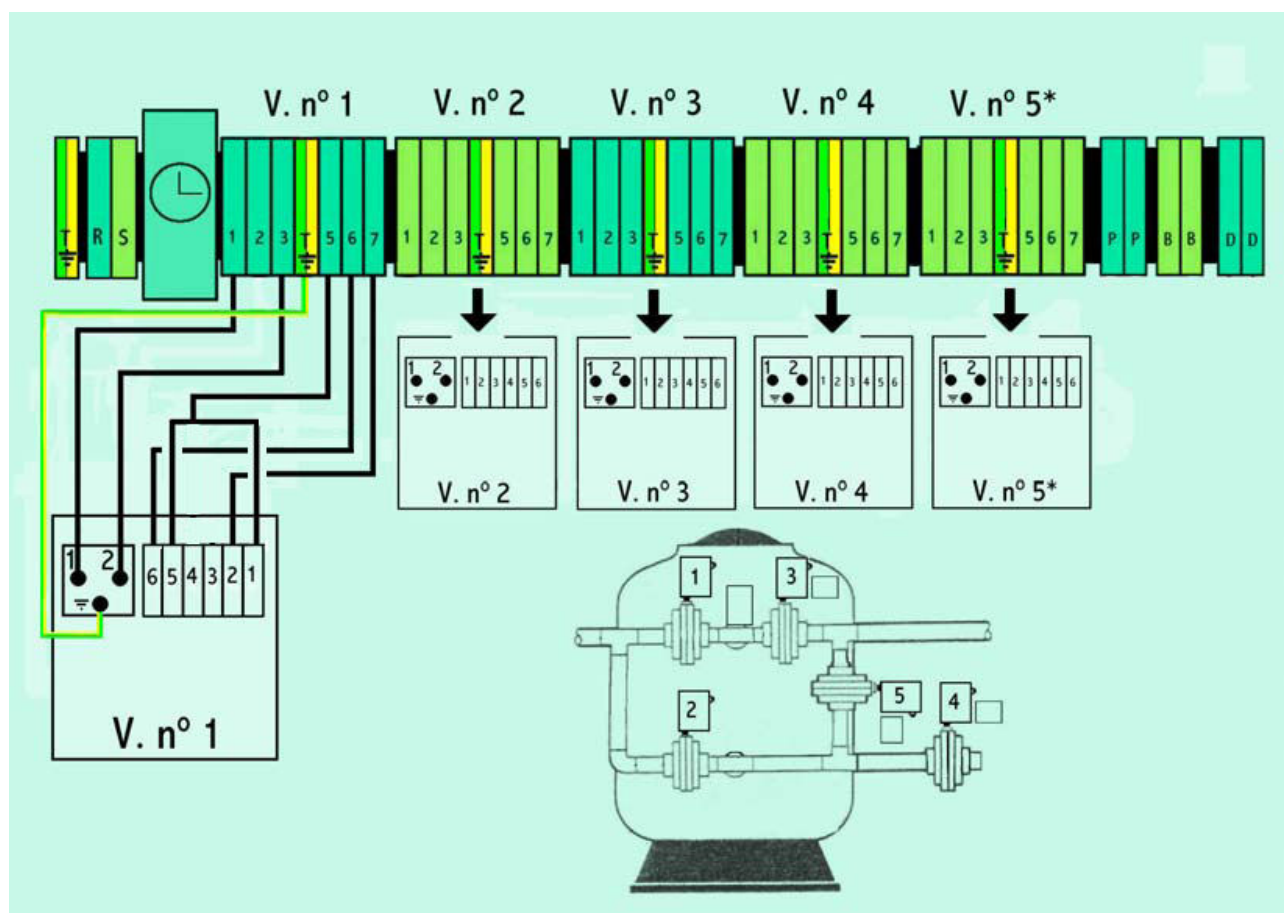 V. nº 1 V. nº 2 V. nº 3 V. nº 4 V. nº 5*
T R S 1 2 3 T 5 6 7 1 2 3 T 5 6 7 1 2 3 T 5 6 7 1 2 3 T 5 6 7 1 2 3 T 5 6 7 P P B B D D
1 2 1 2 3 4 5 6 1 2 1 2 3 4 5 6 1 2 1 2 3 4 5 6 1 2 1 2 3 4 5 6
V. nº 2 V. nº 3 V. nº 4 V. nº 5*
1 2 6 5 4 3 2 1
V. nº 1
1 3
2 5 4